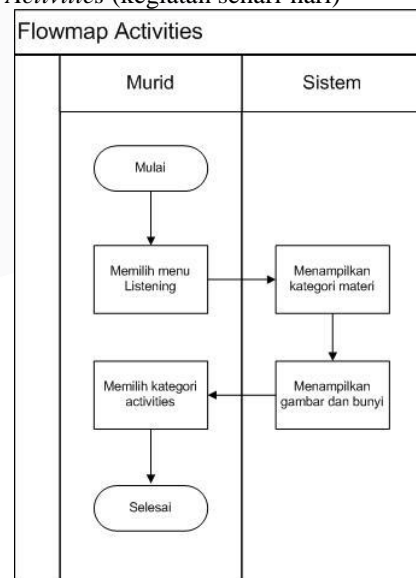 Activities (kegiatan sehari-hari)
Flowmap Activities
Murid
Sistem
Mulai
Memilih menu
Listening
Menampilkan
kategori materi
Menampilkan
gambar dan bunyi
Memilih kategori
activities
Selesai